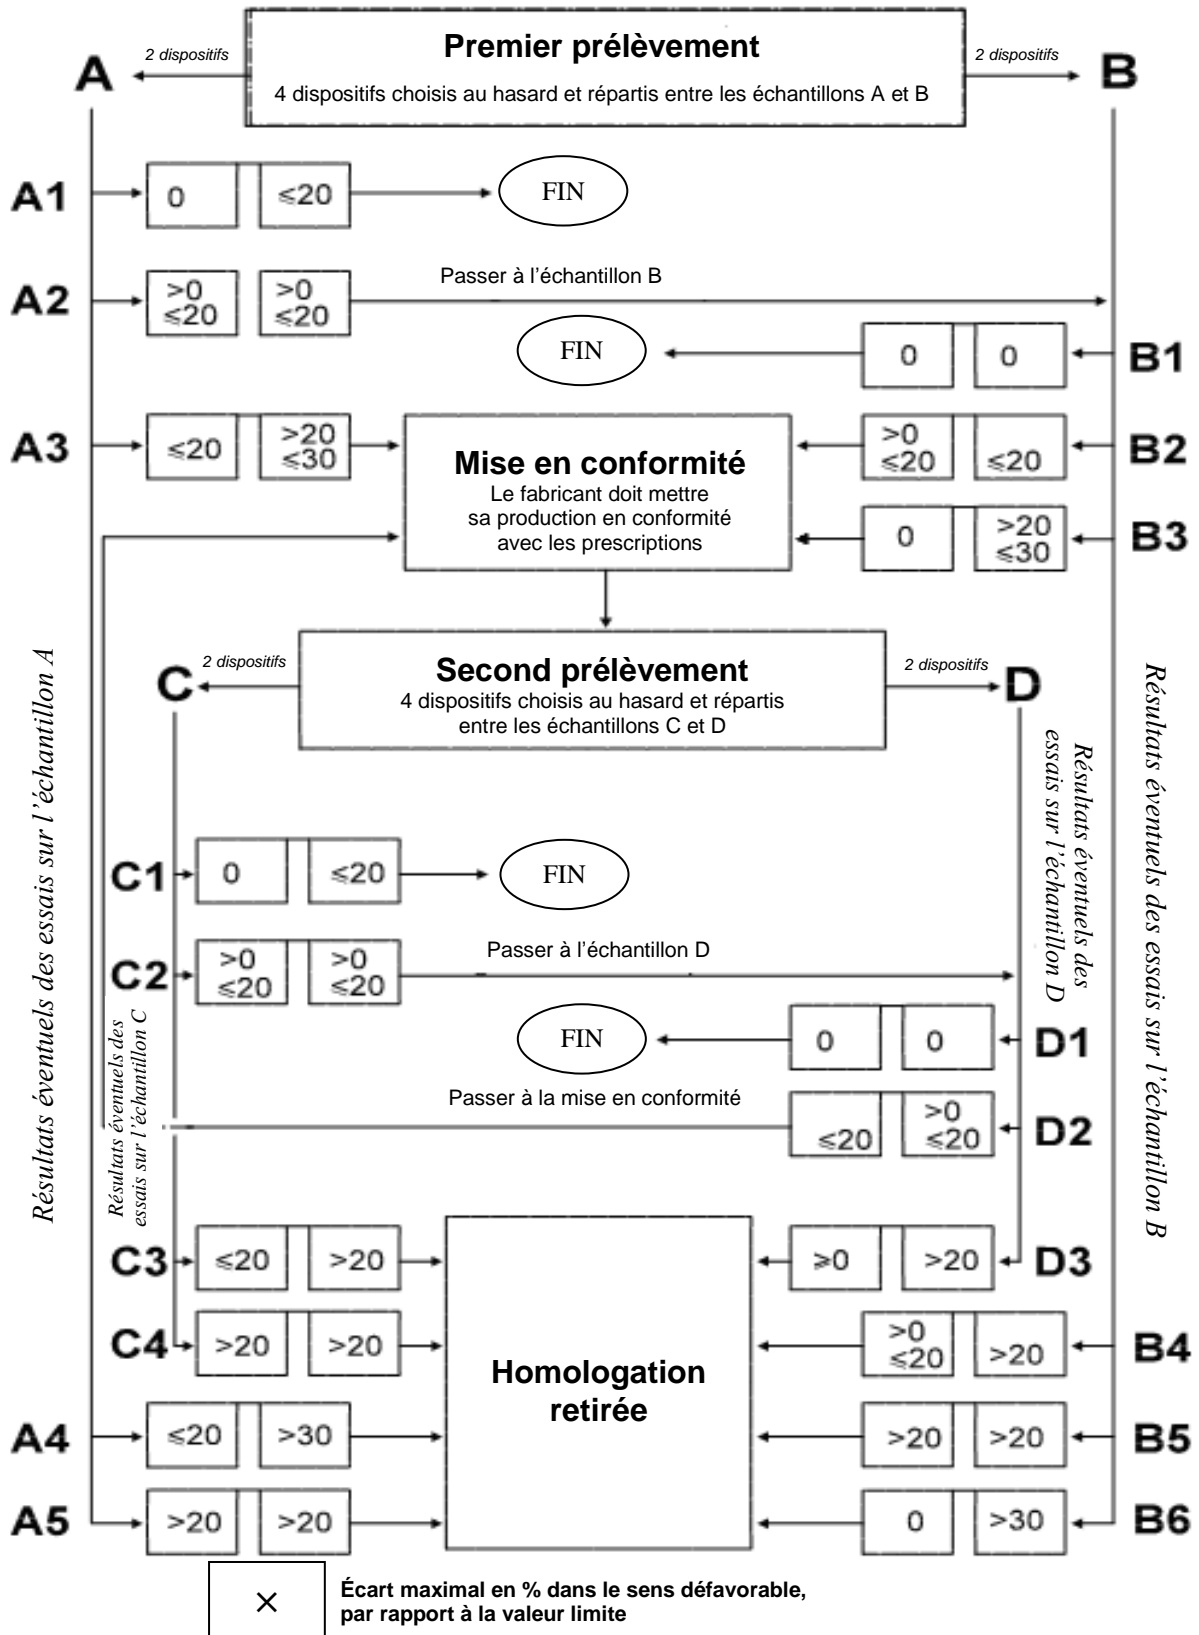 Premier prélèvement
4 dispositifs choisis au hasard et répartis entre les échantillons A et B
A
2 dispositifs
2 dispositifs
B
A1
0
≤20
FIN
A2
>0
≤20
>0
≤20
Passer à l'échantillon B
FIN
0
0
B1
A3
≤20
>20
≤30
Mise en conformité
Le fabricant doit mettre
sa production en conformité
avec les prescriptions
>0
≤20
≤20
B2
0
>20
≤30
B3
Second prélèvement
4 dispositifs choisis au hasard et répartis
entre les échantillons C et D
C
2 dispositifs
2 dispositifs
D
Résultats éventuels des essais sur l'échantillon A
Résultats éventuels des
essais sur l'échantillon D
Résultats éventuels des essais sur l'échantillon B
C1
0
≤20
FIN
C2
>0
≤20
>0
≤20
Passer à l'échantillon D
Résultats éventuels des
essais sur l'échantillon C
FIN
0
0
D1
Passer à la mise en conformité
≤20
>0
≤20
D2
C3
≤20
>20
≥0
>20
D3
C4
>20
>20
Homologation
retirée
>0
≤20
>20
B4
A4
≤20
>30
>20
>20
B5
A5
>20
>20
0
>30
B6
×
Écart maximal en % dans le sens défavorable,
par rapport à la valeur limite